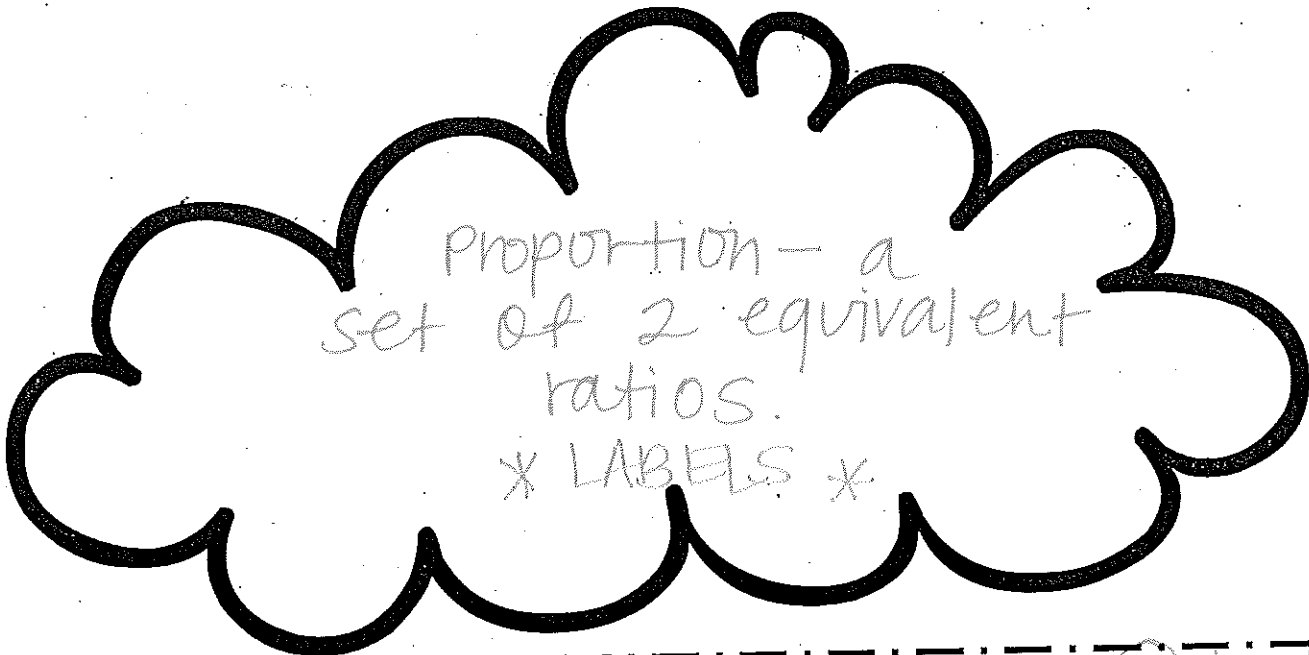 Proportion - a
set of 2 equivalent
ratios.
* LABELS *